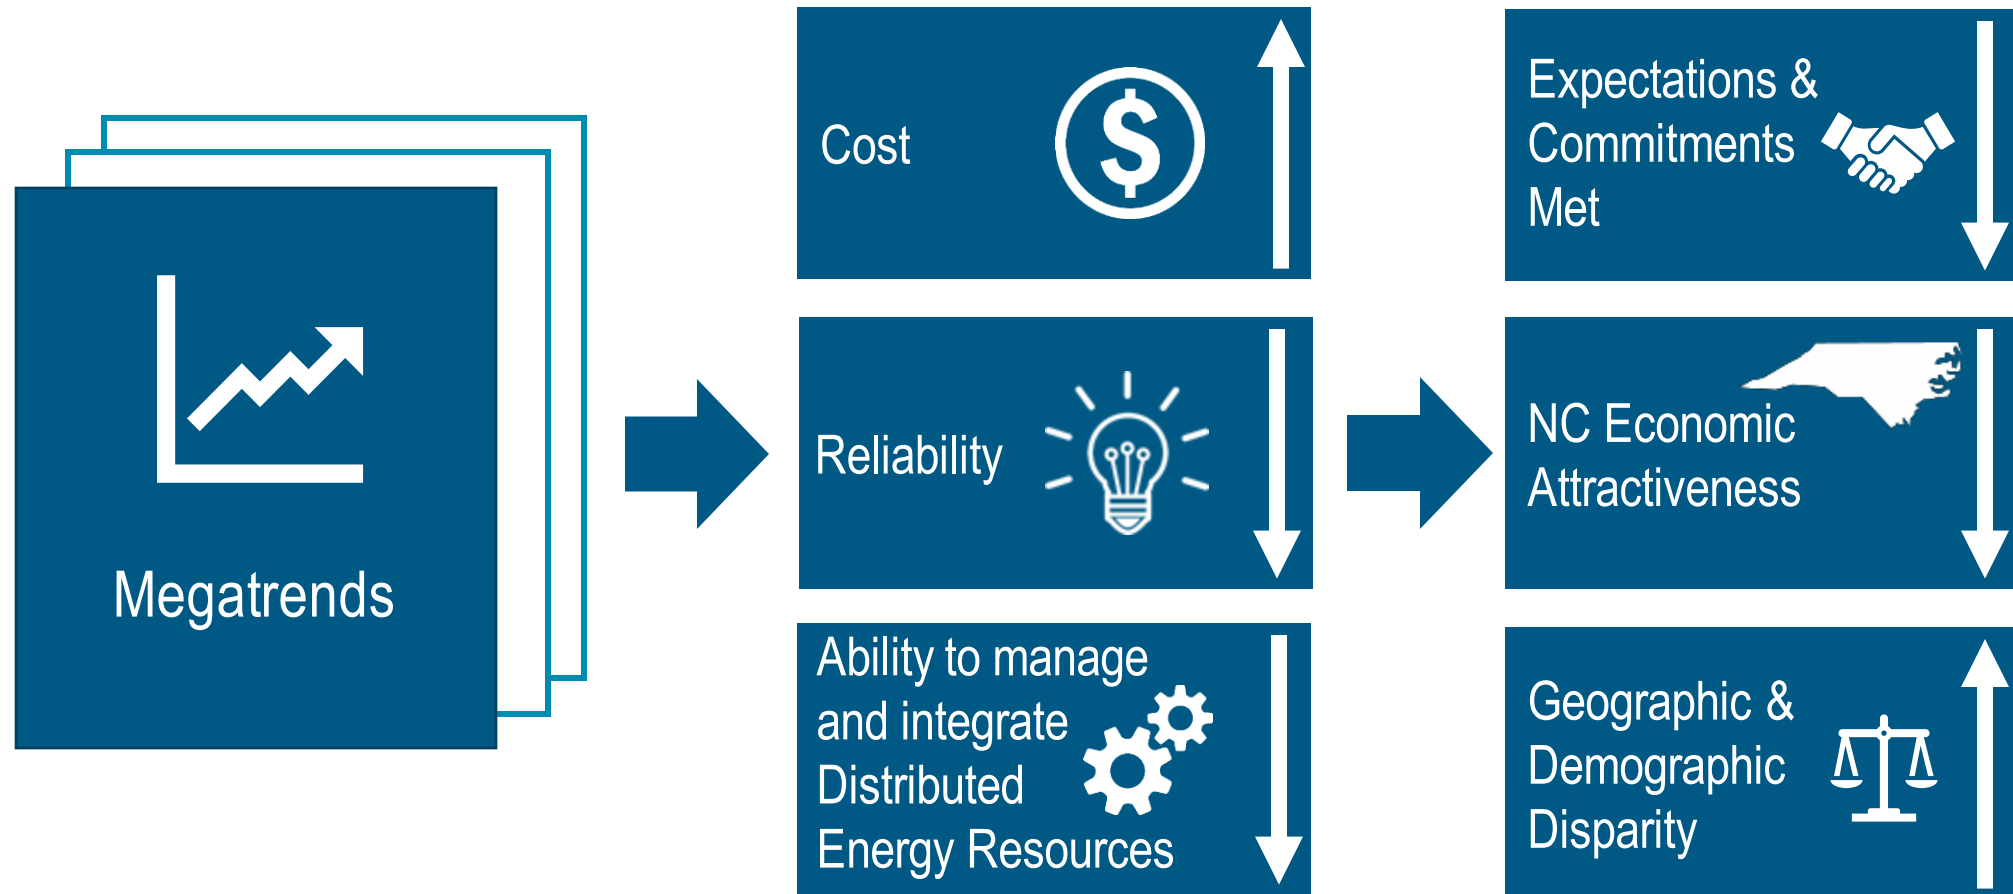 Megatrends
Cost
$
Reliability
Ability to manage
and integrate
Distributed
Energy Resources
Expectations &
Commitments
Met
NC Economic
Attractiveness
Geographic &
Demographic
Disparity